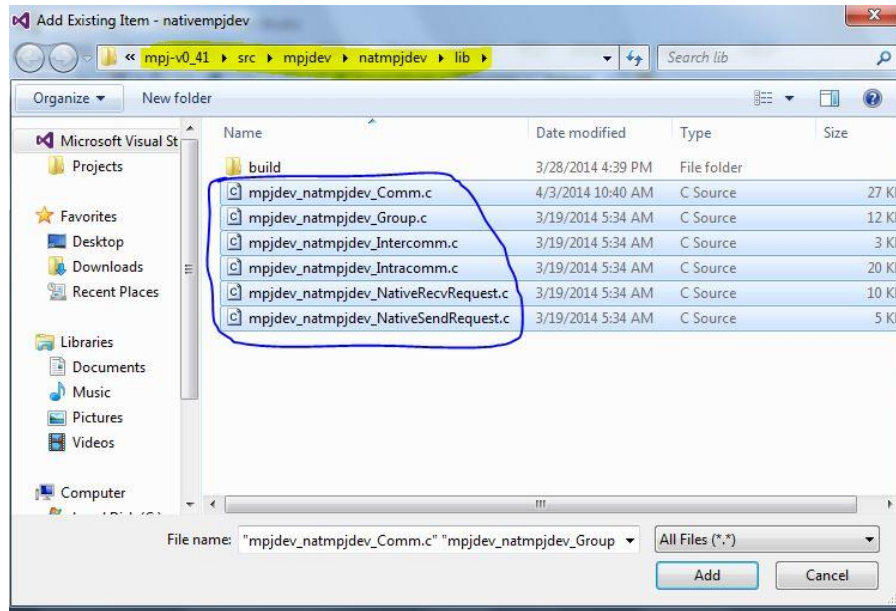 Add Existing Item - nativempjdev
« mpj-v0_41 ▸ src ▸ mpjdev ▸ natmpjdev ▸ lib ▸
Search lib
Organize ▾ New folder
Name Date modified Type Size
Microsoft Visual St
Projects
Favorites
Desktop
Downloads
Recent Places
Libraries
Documents
Music
Pictures
Videos
Computer
build 3/28/2014 4:39 PM File folder
mpjdev_natmpjdev_Comm.c 4/3/2014 10:40 AM C Source 27 K
mpjdev_natmpjdev_Group.c 3/19/2014 5:34 AM C Source 12 K
mpjdev_natmpjdev_Intercomm.c 3/19/2014 5:34 AM C Source 3 K
mpjdev_natmpjdev_Intracomm.c 3/19/2014 5:34 AM C Source 20 K
mpjdev_natmpjdev_NativeRecvRequest.c 3/19/2014 5:34 AM C Source 10 K
mpjdev_natmpjdev_NativeSendRequest.c 3/19/2014 5:34 AM C Source 5 K
File name: "mpjdev_natmpjdev_Comm.c" "mpjdev_natmpjdev_Group
All Files (*.*)
Add Cancel